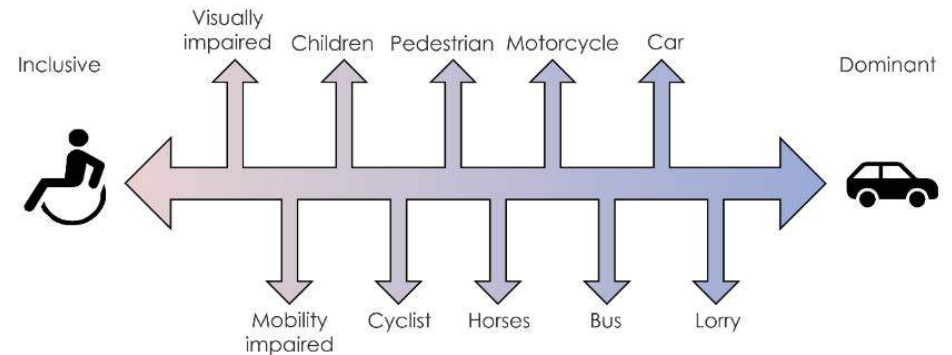 Visually
impaired
Children
Pedestrian
Motorcycle
Car
Inclusive
Dominant
Mobility
impaired
Cyclist
Horses
Bus
Lorry